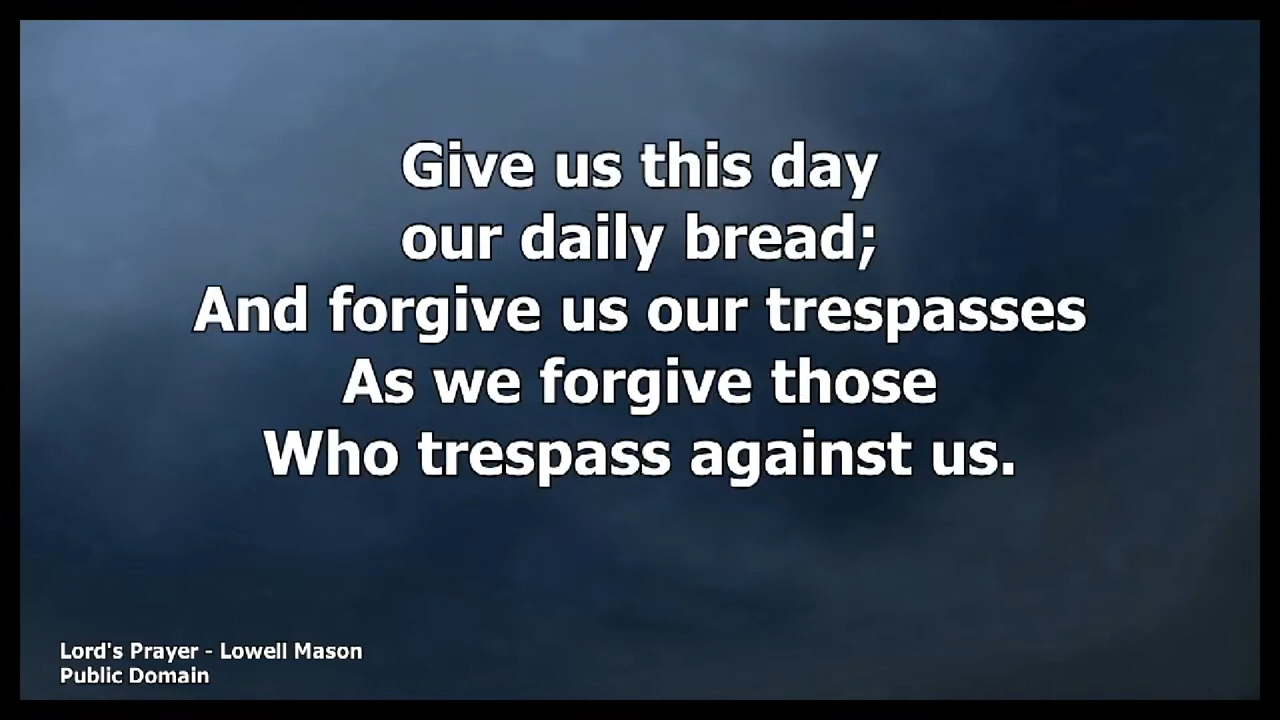 Give us this day
our daily bread;
And forgive us our trespasses
As we forgive those
Who trespass against us.
Lord's Prayer - Lowell Mason
Public Domain